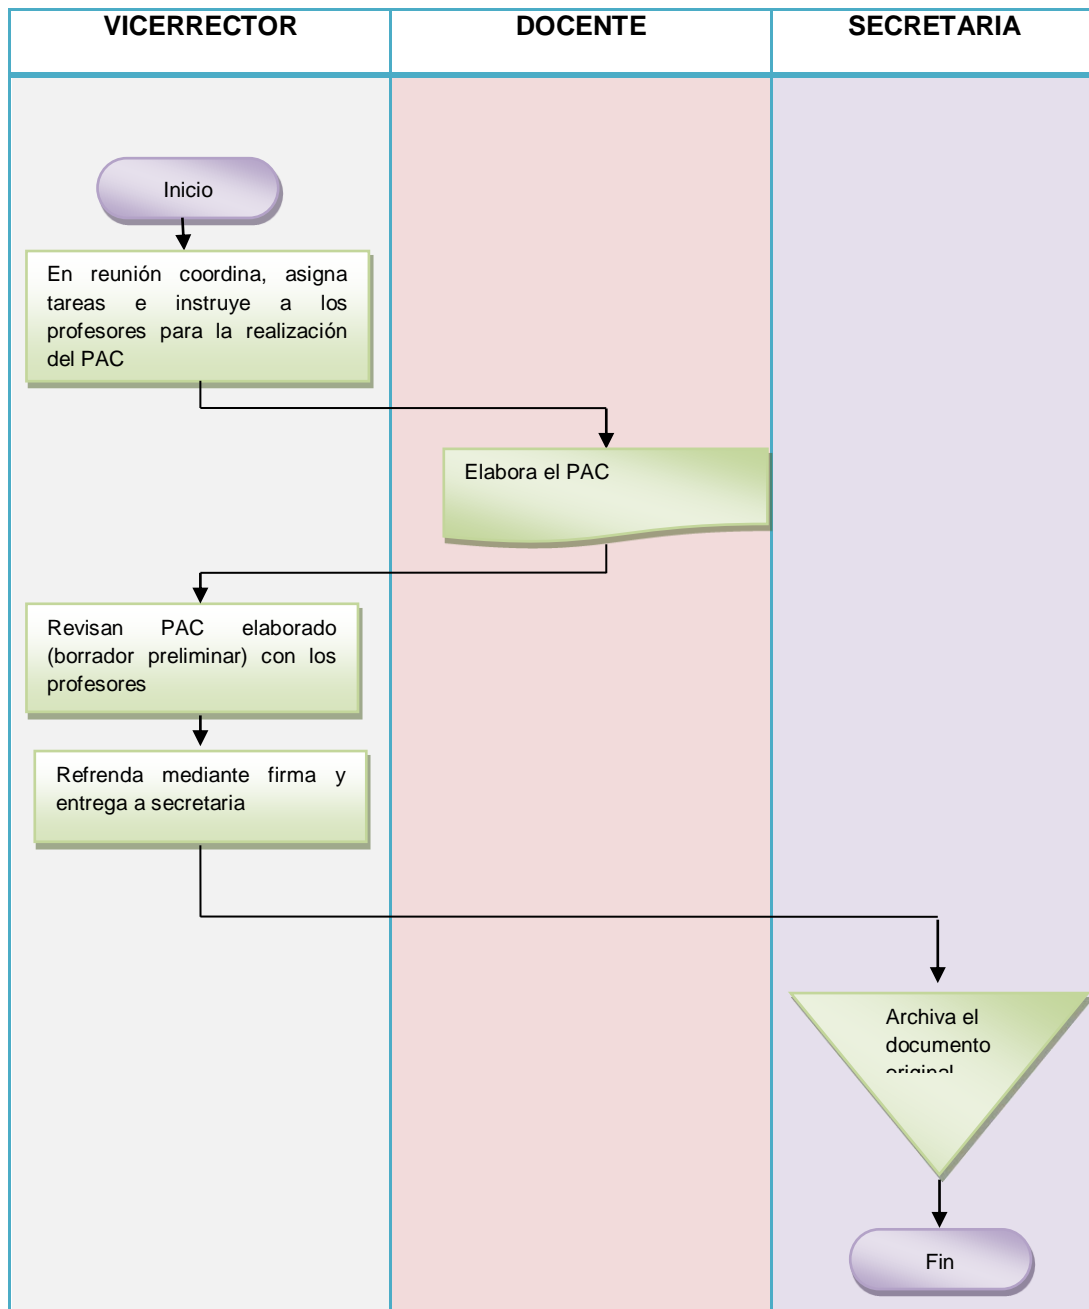 VICERRECTOR
DOCENTE
SECRETARIA
Inicio
En reunión coordina, asigna
tareas e instruye a los
profesores para la realización
del PAC
Elabora el PAC
Revisan PAC elaborado
(borrador preliminar) con los
profesores
Refrenda mediante firma y
entrega a secretaria
Archiva el
documento
original
Fin